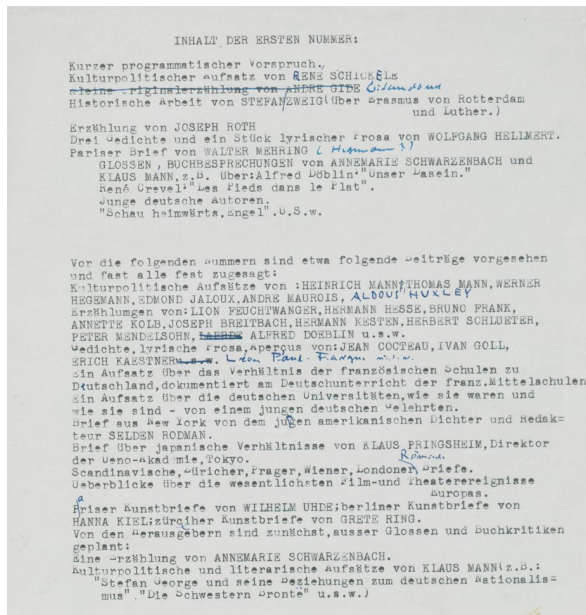 INHALT DER ERSTEN NUMMER:
Kurzer programmatischer Vorspruch.,
Kulturpolitischer Aufsatz von RENE SCHICKELE
Kleine Originalerzählung von ANDRE GIDE
Historische Arbeit von STEFAN ZWEIG(über Erasmus von Rotterdam
und Luther.)
Erzählung von JOSEPH ROTH
Drei Gedichte und ein Stück lyrischer Prosa von WOLFGANG HELLMERT.
Pariser Brief von WALTER MEHRING
GLOSSEN, BUCHBESPRECHUNGEN von ANNEMARIE SCHWARZENBACH und
KLAUS MANN,z.B. über:Alfred Döblin:"Unser Dasein."
René Crevel:"Les Pieds dans le Plat".
Junge deutsche Autoren.
"Schau heimwärts,Engel".U.S.w.
Vor die folgenden Nummern sind etwa folgende Beiträge vorgesehen
und fast alle fest zugesagt:
Kulturpolitische Aufsätze von :HEINRICH MANN,THOMAS MANN,WERNER
HEGEMANN,EDMOND JALOUX,ANDRE MAUROIS, ALDOUS HUXLEY
Erzählungen von:LION FEUCHTWANGER,HERMANN HESSE,BRUNO FRANK,
ANNETTE KOLB,JOSEPH BREITBACH,HERMANN KESTEN,HERBERT SCHLUETER,
PETER MENDELSOHN, ALFRED DOEBLIN u.s.w.
Gedichte,lyrische Prosa,Aperçus von:JEAN COCTEAU,IVAN GOLL,
ERICH KAESTNER u.s.w. Léon Paul-Fargue u.s.w.
Ein Aufsatz über das Verhältnis der französischen Schulen zu
Deutschland,dokumentiert am Deutschunterricht der franz.Mittelschulen
Ein Aufsatz über die deutschen Universitäten,wie sie waren und
wie sie sind - von einem jungen deutschen Gelehrten.
Brief aus New York von dem jungen amerikanischen Dichter und Redak=
teur SELDEN RODMAN.
Brief über japanische Verhältnisse von KLAUS PRINGSHEIM,Direktor
der Ueno-Akad mie,Tokyo.
Scandinavische,Züricher,Prager,Wiener,Londoner, Römische Briefe.
Ueberblicke über die wesentlichsten Film-und Theaterereignisse
Europas.
Pariser Kunstbriefe von WILHELM UHDE;berliner Kunstbriefe von
HANNA KIEL;zürciher Kunstbriefe von GRETE RING.
Von den Herausgebern sind zunächst,ausser Glossen und Buchkritiken
geplant:
Eine Erzählung von ANNEMARIE SCHWARZENBACH.
Kulturpolitische und literarische Aufsätze von KLAUS MANN(z.B.:
"Stefan George und seine Beziehungen zum deutschen Nationalis=
mus"."Die Schwestern Brontë" u.s.w.)